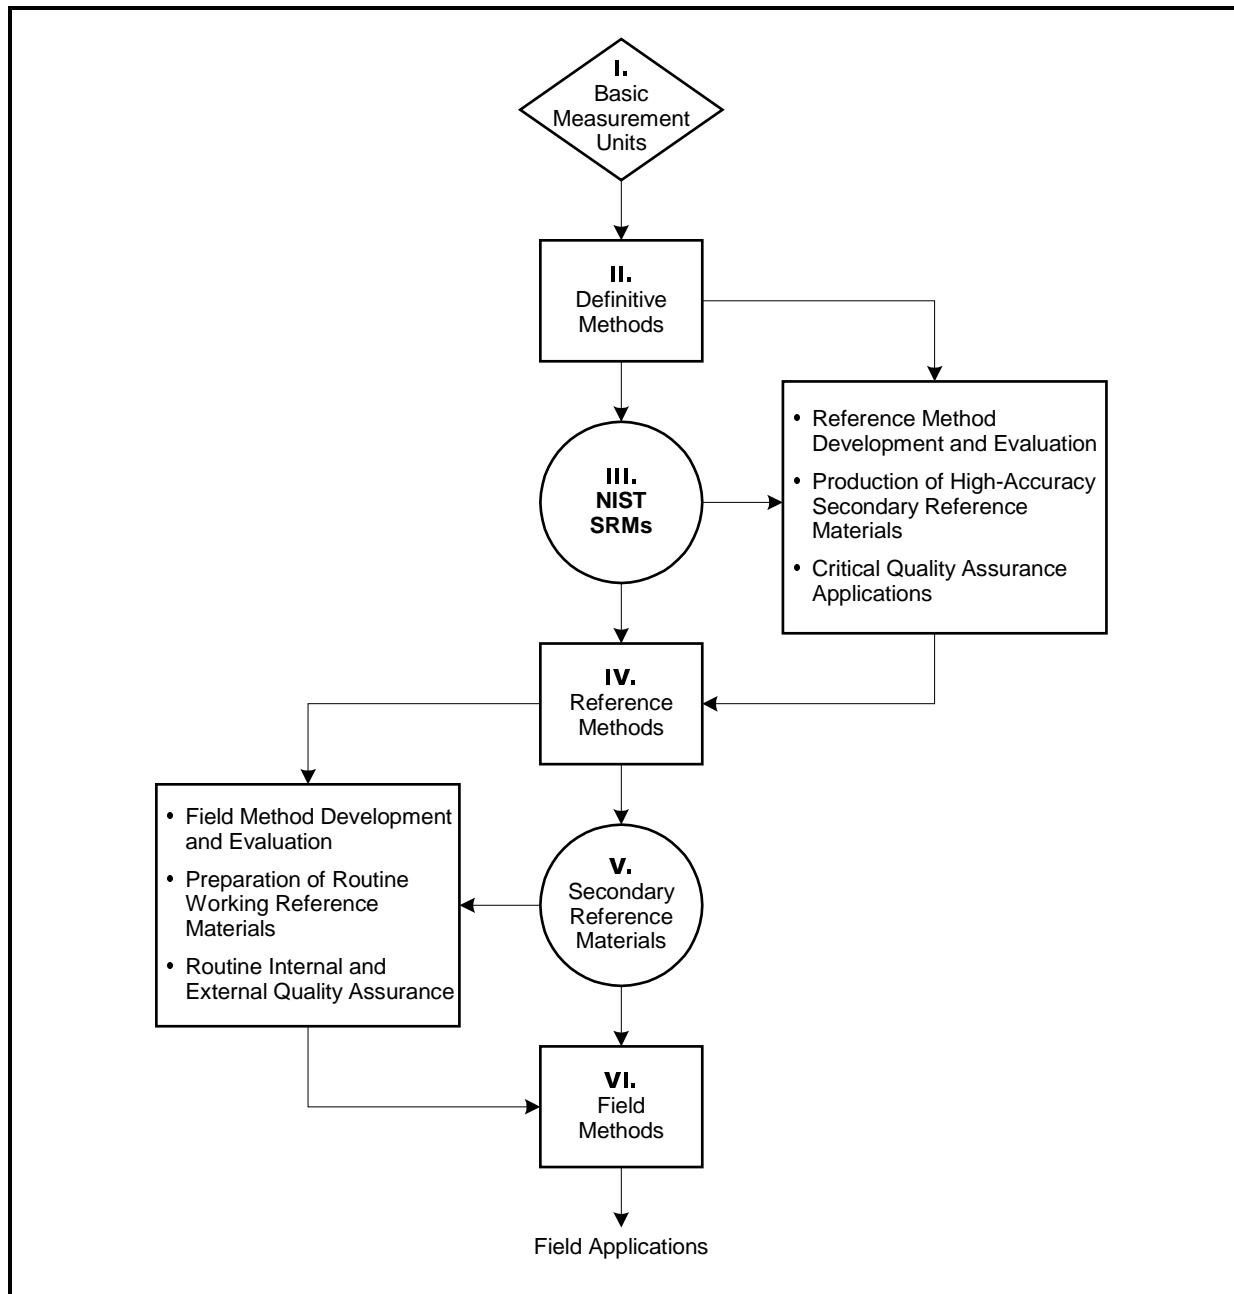 I.
Basic
Measurement
Units
II.
Definitive
Methods
• Reference Method
Development and Evaluation
• Production of High-Accuracy
Secondary Reference
Materials
• Critical Quality Assurance
Applications
III.
NIST
SRMs
IV.
Reference
Methods
• Field Method Development
and Evaluation
• Preparation of Routine
Working Reference
Materials
• Routine Internal and
External Quality Assurance
V.
Secondary
Reference
Materials
VI.
Field
Methods
Field Applications